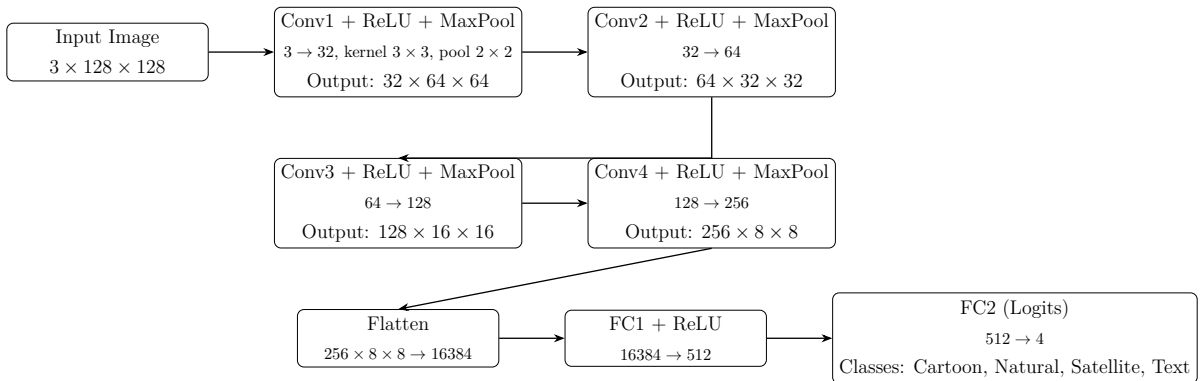 Input Image
3 × 128 × 128
Conv1 + ReLU + MaxPool
3 → 32, kernel 3 × 3, pool 2 × 2
Output: 32 × 64 × 64
Conv2 + ReLU + MaxPool
32 → 64
Output: 64 × 32 × 32
Conv3 + ReLU + MaxPool
64 → 128
Output: 128 × 16 × 16
Conv4 + ReLU + MaxPool
128 → 256
Output: 256 × 8 × 8
Flatten
256 × 8 × 8 → 16384
FC1 + ReLU
16384 → 512
FC2 (Logits)
512 → 4
Classes: Cartoon, Natural, Satellite, Text